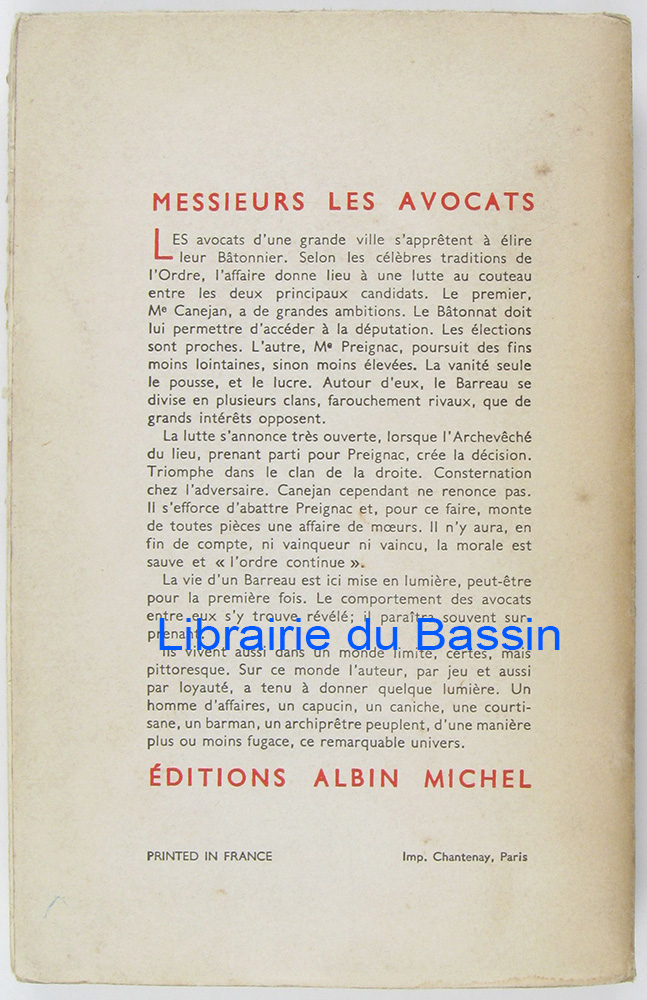 MESSIEURS LES AVOCATS
LES avocats d'une grande ville s'apprêtent à élire
leur Bâtonnier. Selon les célèbres traditions de
l'Ordre, l'affaire donne lieu à une lutte au couteau
entre les deux principaux candidats. Le premier,
Me Canejan, a de grandes ambitions. Le Bâtonnat doit
lui permettre d'accéder à la députation. Les élections
sont proches. L'autre, Me Preignac, poursuit des fins
moins lointaines, sinon moins élevées. La vanité seule
le pousse, et le lucre. Autour d'eux, le Barreau se
divise en plusieurs clans, farouchement rivaux, que de
grands intérêts opposent.
La lutte s'annonce très ouverte, lorsque l'Archevêché
du lieu, prenant parti pour Preignac, crée la décision.
Triomphe dans le clan de la droite. Consternation
chez l'adversaire. Canejan cependant ne renonce pas.
Il s'efforce d'abattre Preignac et, pour ce faire, monte
de toutes pièces une affaire de mœurs. Il n'y aura, en
fin de compte, ni vainqueur ni vaincu, la morale est
sauve et « l'ordre continue ».
La vie d'un Barreau est ici mise en lumière, peut-être
pour la première fois. Le comportement des avocats
entre eux s'y trouve révélé; il paraîtra souvent sur-
prenant.
Librairie du Bassin
Ils vivent aussi dans un monde limité, certes, mais
pittoresque. Sur ce monde l'auteur, par jeu et aussi
par loyauté, a tenu à donner quelque lumière. Un
homme d'affaires, un capucin, un caniche, une courti-
sane, un barman, un archiprêtre peuplent, d'une manière
plus ou moins fugace, ce remarquable univers.
ÉDITIONS ALBIN MICHEL
PRINTED IN FRANCE
Imp. Chantenay, Paris